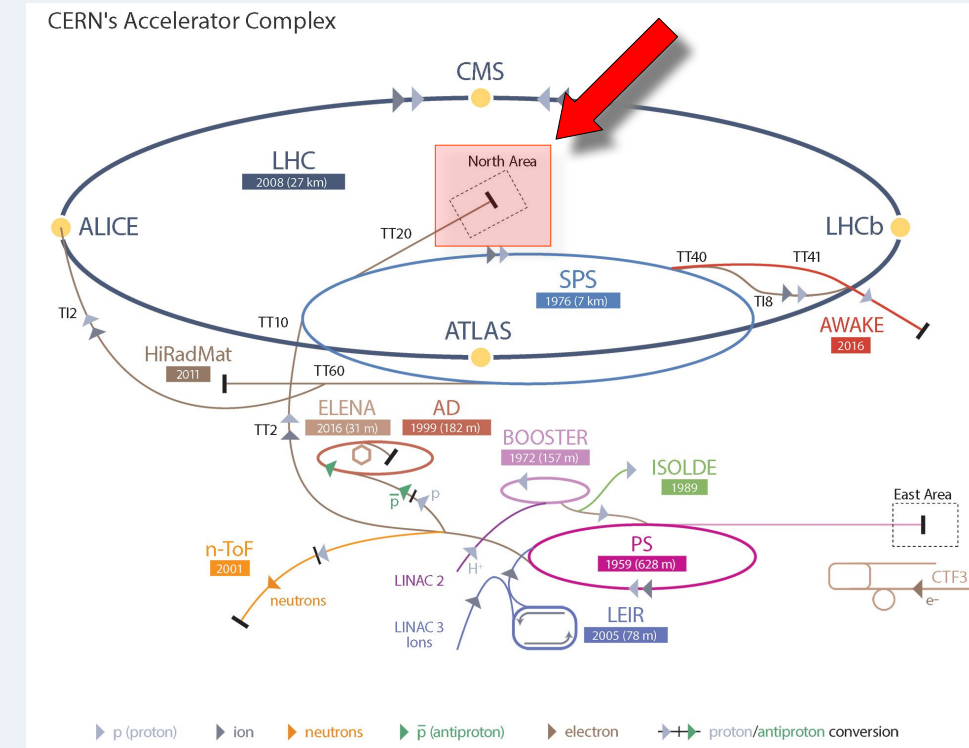 CERN's Accelerator Complex
CMS
North Area
LHC
2008 (27 km)
ALICE
LHCb
TT20
TT40
TT41
SPS
1976 (7 km)
TI8
TI2
TT10
ATLAS
AWAKE
2016
HiRadMat
2011
TT60
ELENA
2016 (31 m)
AD
1999 (182 m)
TT2
BOOSTER
1972 (157 m)
ISOLDE
1989
p̅
p
East Area
n-ToF
2001
PS
1959 (628 m)
H⁺
LINAC 2
neutrons
CTF3
e⁻
LINAC 3
Ions
LEIR
2005 (78 m)
p (proton)
ion
neutrons
p̅ (antiproton)
electron
proton/antiproton conversion